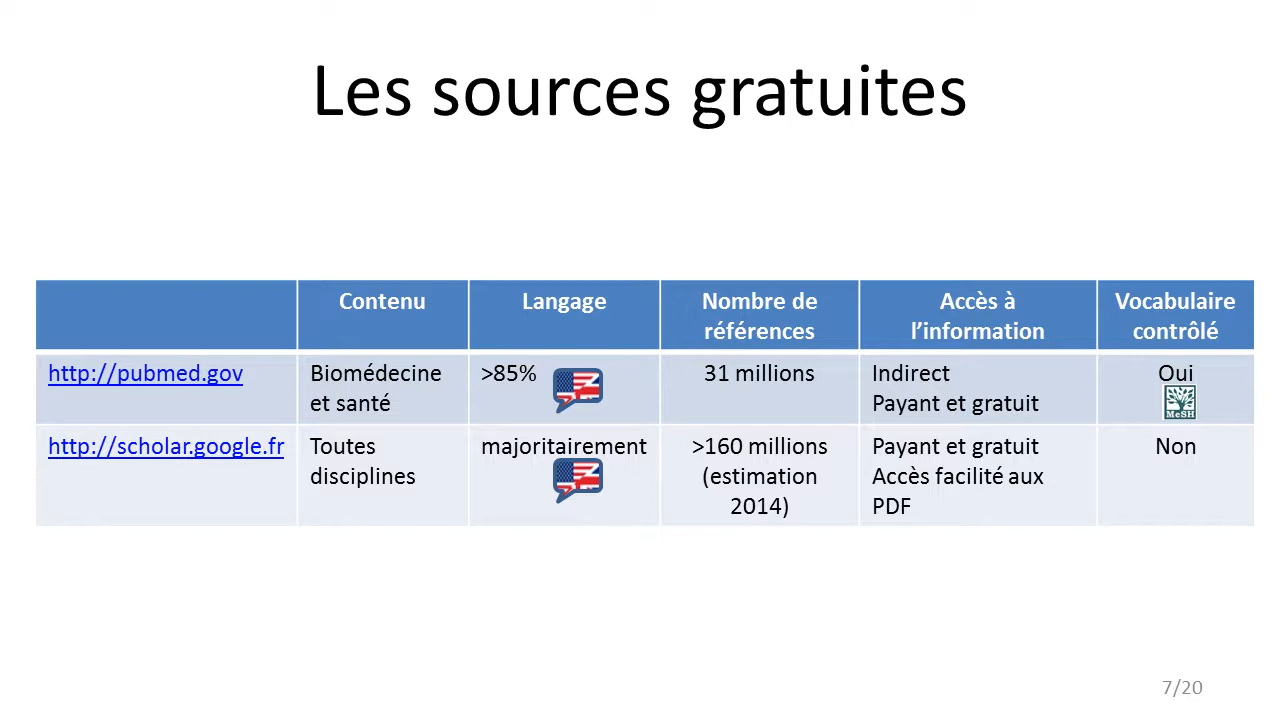 Les sources gratuites
Contenu
Langage
Nombre de
références
Accès à
l'information
Vocabulaire
contrôlé
http://pubmed.gov
Biomédecine
et santé
>85%
31 millions
Indirect
Payant et gratuit
Oui
MeSH
http://scholar.google.fr
Toutes
disciplines
majoritairement
>160 millions
(estimation
2014)
Payant et gratuit
Accès facilité aux
PDF
Non
7/20